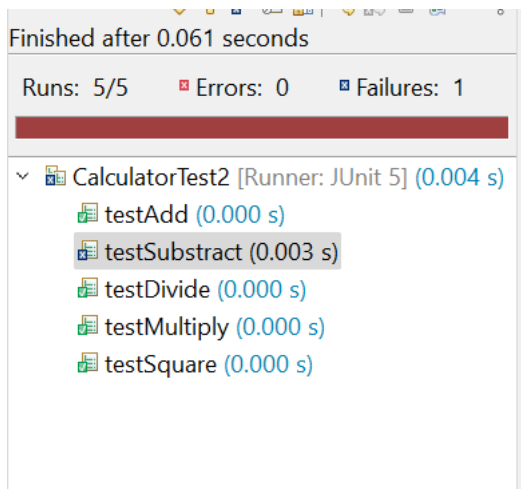 Finished after 0.061 seconds
Runs: 5/5 Errors: 0 Failures: 1
CalculatorTest2 [Runner: JUnit 5] (0.004 s)
testAdd (0.000 s)
testSubstract (0.003 s)
testDivide (0.000 s)
testMultiply (0.000 s)
testSquare (0.000 s)